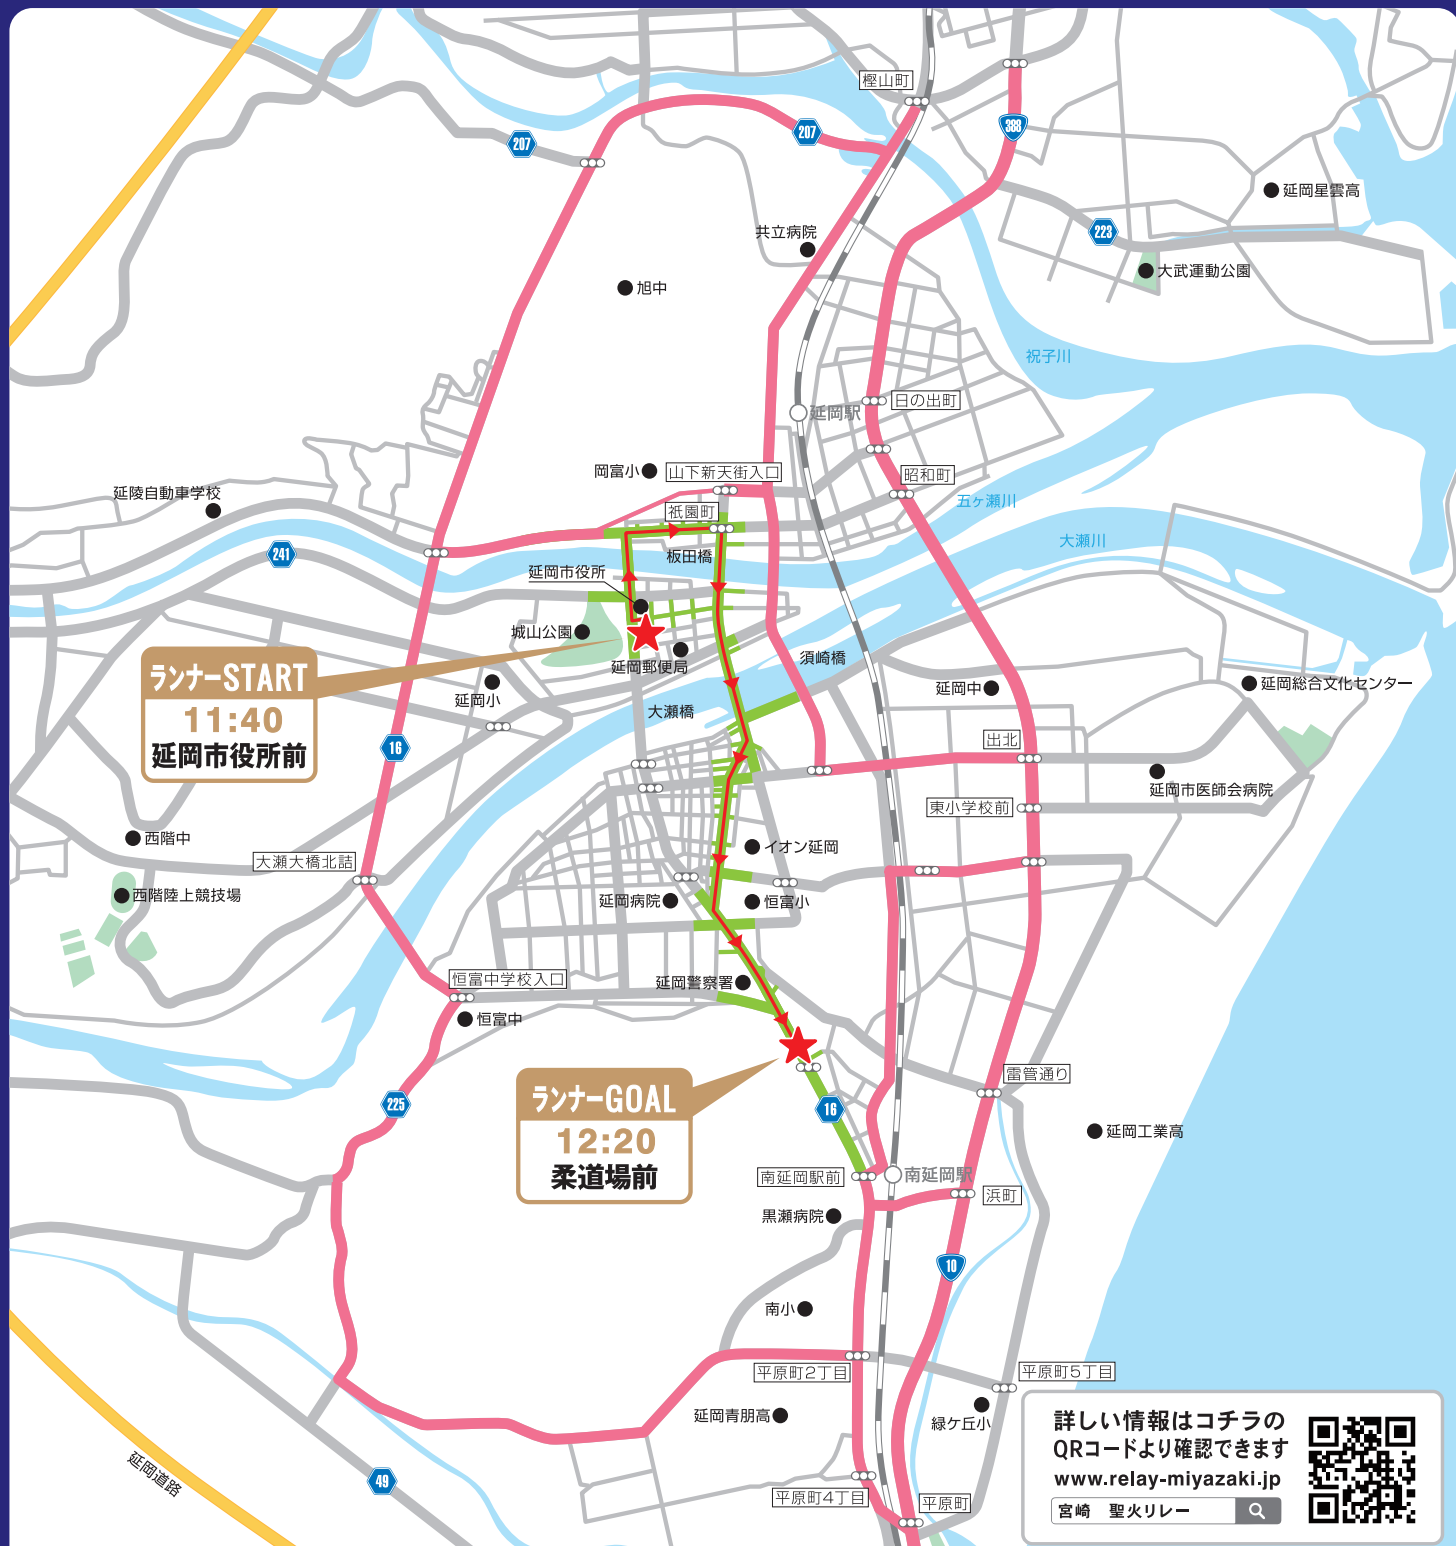 樫山町
388
207
207
延岡星雲高
223
共立病院
大武運動公園
旭中
祝子川
日の出町
延岡駅
岡富小
山下新天街入口
昭和町
延陵自動車学校
五ヶ瀬川
祇園町
大瀬川
241
板田橋
延岡市役所
城山公園
須崎橋
延岡郵便局
ランナーSTART
11:40
延岡市役所前
延岡小
延岡中
延岡総合文化センター
大瀬橋
16
出北
延岡市医師会病院
東小学校前
西階中
イオン延岡
大瀬大橋北詰
西階陸上競技場
延岡病院
恒富小
恒富中学校入口
延岡警察署
恒富中
雷管通り
ランナーGOAL
12:20
柔道場前
225
16
延岡工業高
南延岡駅前
南延岡駅
浜町
黒瀬病院
10
南小
平原町2丁目
平原町5丁目
延岡青朋高
緑ケ丘小
延岡道路
49
平原町4丁目
平原町
詳しい情報はコチラの
QRコードより確認できます
www.relay-miyazaki.jp
宮崎　聖火リレー